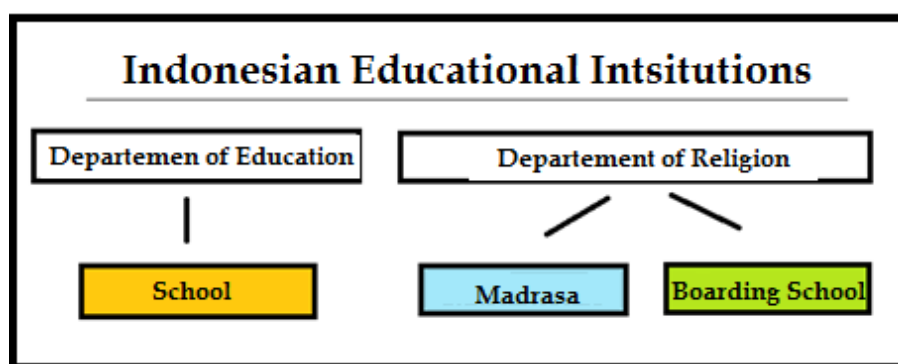 Indonesian Educational Intsitutions
Departemen of Education
Departement of Religion
School
Madrasa
Boarding School